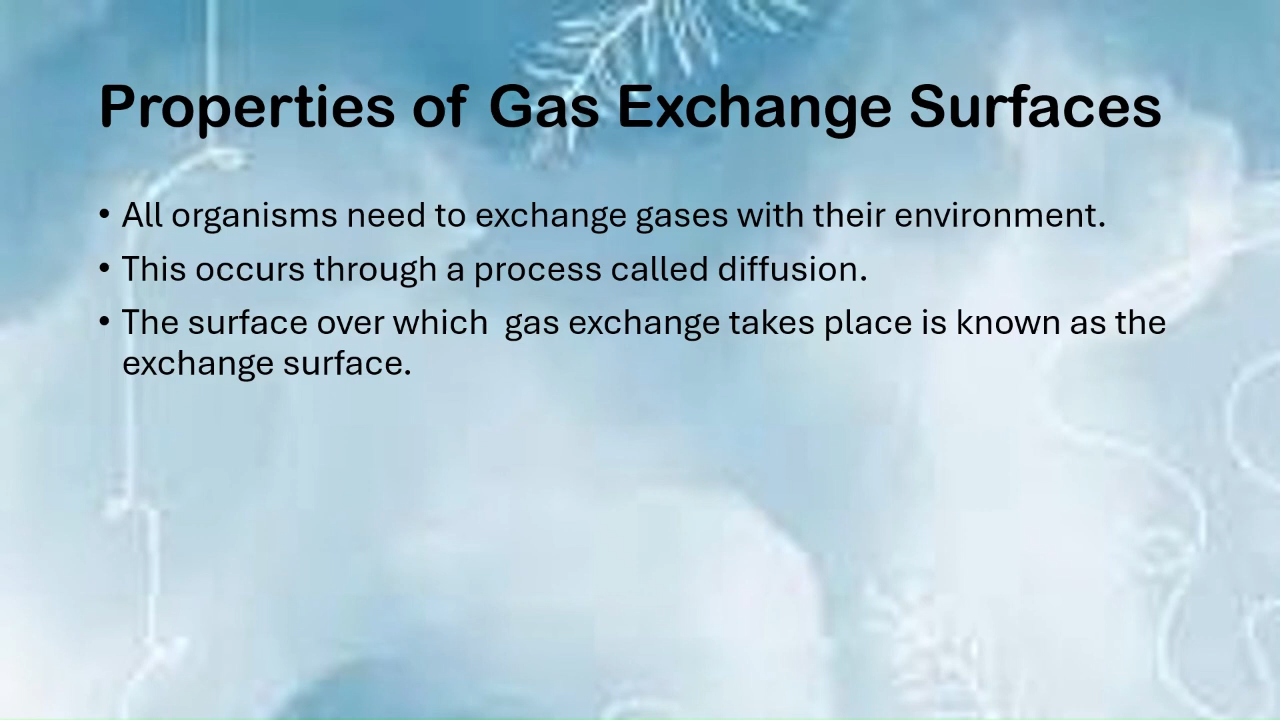 Properties of Gas Exchange Surfaces
• All organisms need to exchange gases with their environment.
• This occurs through a process called diffusion.
• The surface over which  gas exchange takes place is known as the
exchange surface.